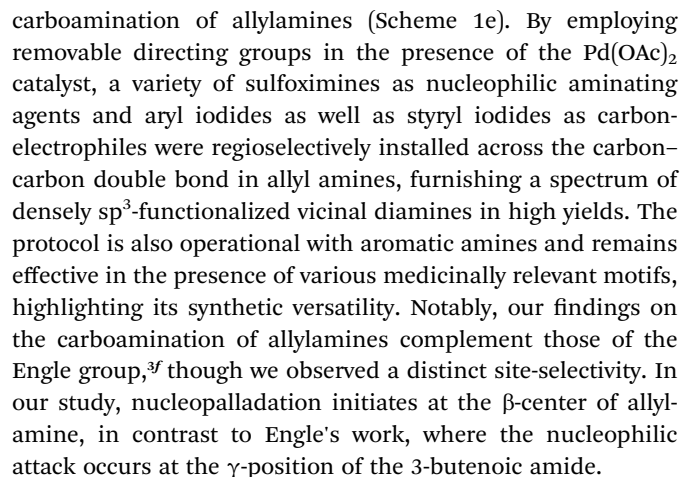 carboamination of allylamines (Scheme 1e). By employing
removable directing groups in the presence of the Pd(OAc)₂
catalyst, a variety of sulfoximines as nucleophilic aminating
agents and aryl iodides as well as styryl iodides as carbon-
electrophiles were regioselectively installed across the carbon–
carbon double bond in allyl amines, furnishing a spectrum of
densely sp³-functionalized vicinal diamines in high yields. The
protocol is also operational with aromatic amines and remains
effective in the presence of various medicinally relevant motifs,
highlighting its synthetic versatility. Notably, our findings on
the carboamination of allylamines complement those of the
Engle group,³ᶠ though we observed a distinct site-selectivity. In
our study, nucleopalladation initiates at the β-center of allyl-
amine, in contrast to Engle's work, where the nucleophilic
attack occurs at the γ-position of the 3-butenoic amide.